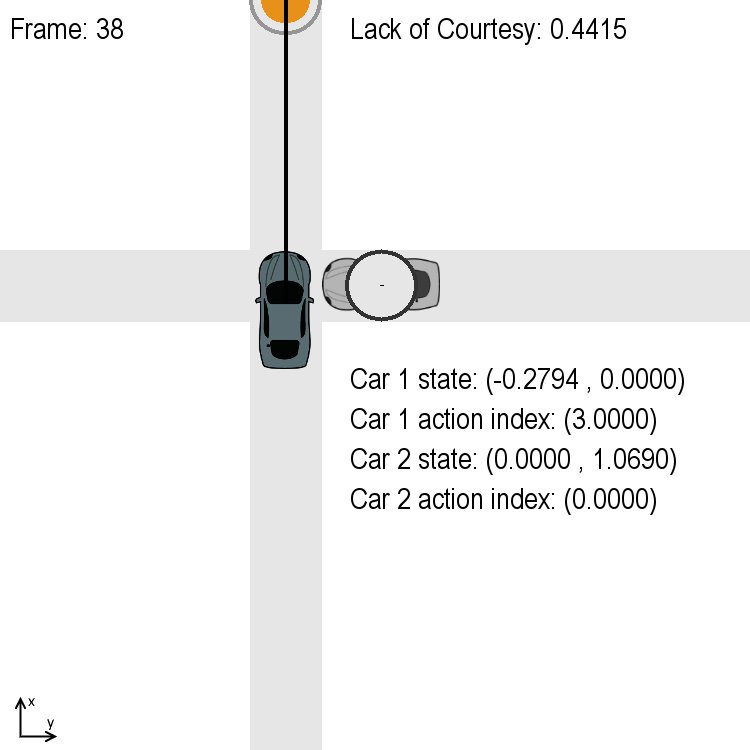 Frame: 38
Lack of Courtesy: 0.4415
Car 1 state: (-0.2794 , 0.0000)
Car 1 action index: (3.0000)
Car 2 state: (0.0000 , 1.0690)
Car 2 action index: (0.0000)
x
y